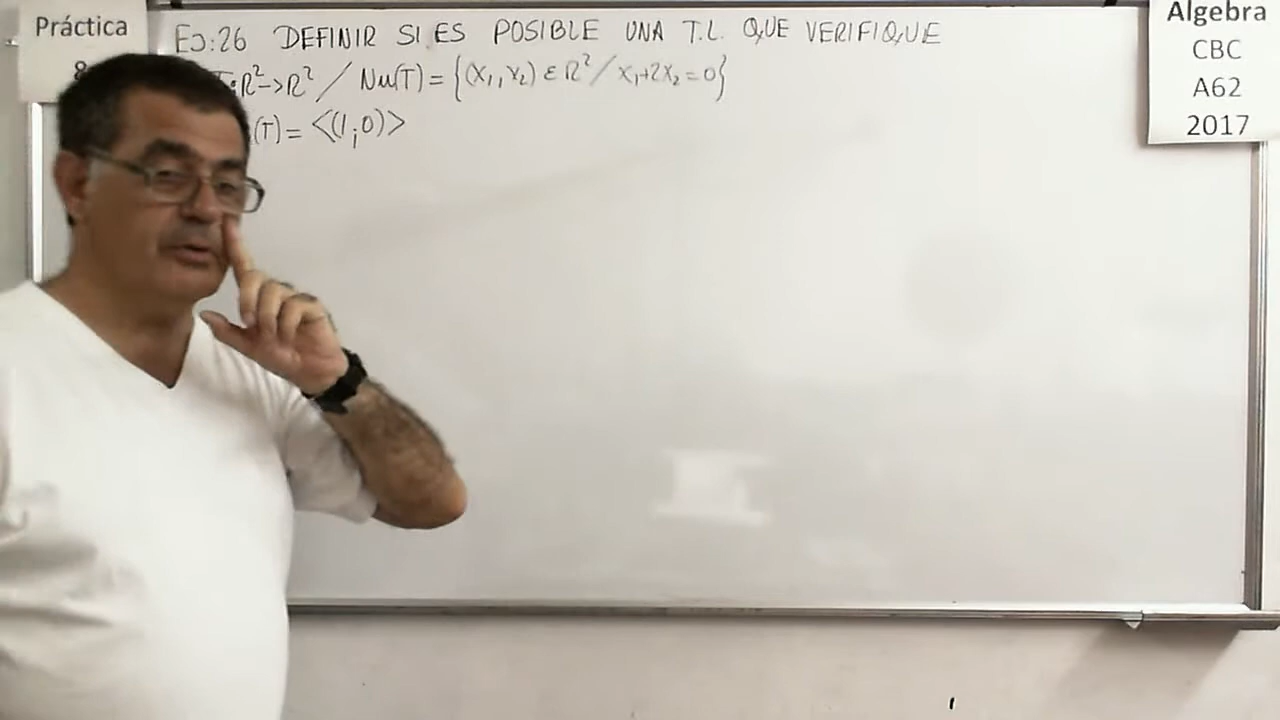 Práctica
8
Algebra
CBC
A62
2017
EJ:26 DEFINIR SI ES POSIBLE UNA T.L. QUE VERIFIQUE
T:R²->R² / Nu(T) = {(X₁,X₂) ∈ R² / X₁+2X₂=0}
(T) = <(1;0)>